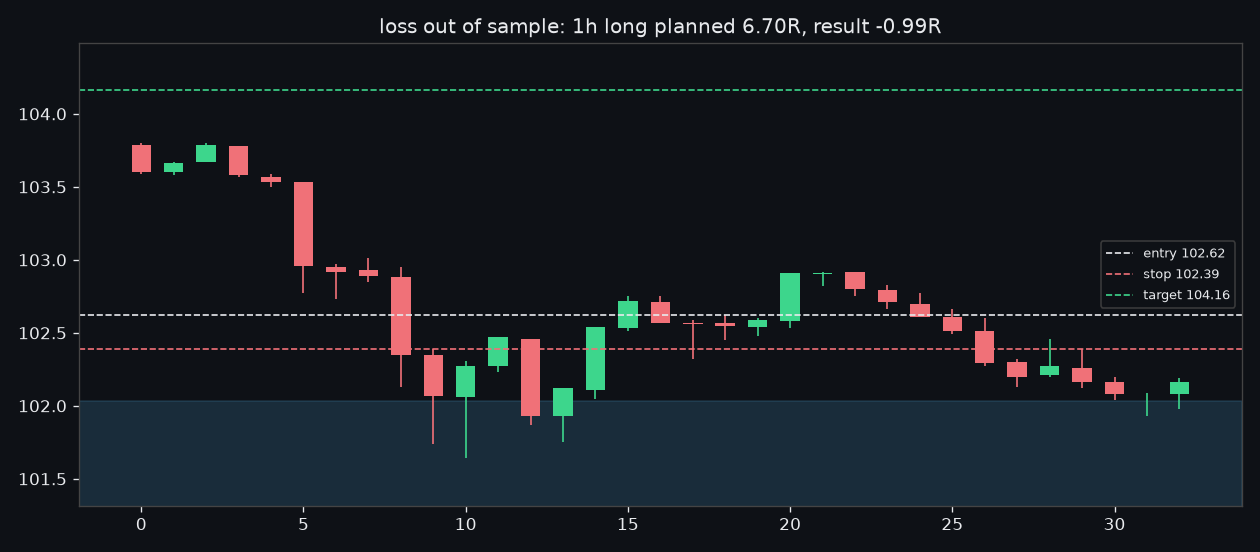 loss out of sample: 1h long planned 6.70R, result -0.99R
104.0
103.5
103.0
102.5
102.0
101.5
entry 102.62
stop 102.39
target 104.16
0 5 10 15 20 25 30